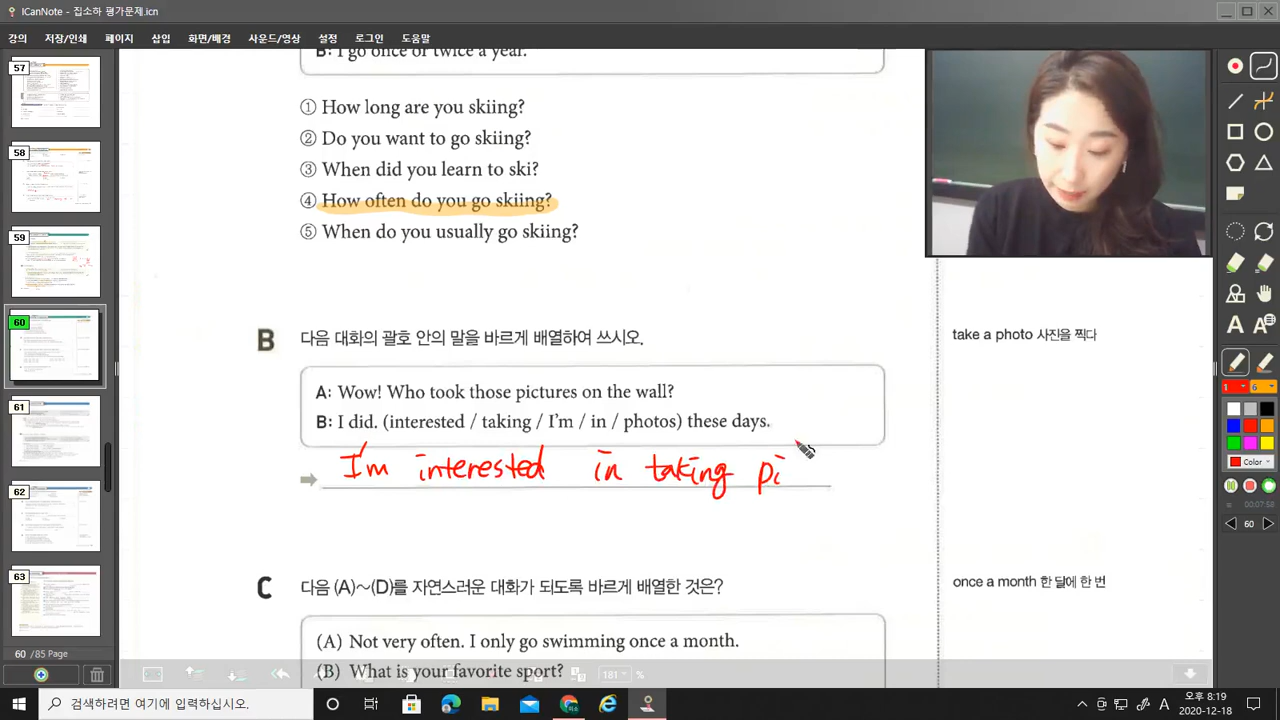 ICanNote - [집소하 평가문제.icn]
강의 저장/인쇄 페이지 삽입 화면/배경 사운드/영상 설정 로그인 도움말
B: I go once or twice a year.
① How long are you skiing?
② Do you want to go skiing?
③ When did you learn to ski?
④ How often do you go skiing?
⑤ When do you usually go skiing?
B 다음 대화의 괄호 안의 말을 바르게 배열하여 쓰시오.
take a photo 사진을 찍다
A: Wow! Who took those pictures on the wall?
I did. (interested / taking / I'm / in / photos) these days.
I'm interested in taking pi
C 다음 (A)~(D)를 자연스러운 대화가 되도록 바르게 배열한 것은?
once a month 한 달에 한 번
(A) Not very often. I only go swimming once a month.
(B) What is your favorite sport?
57
58
59
60
61
62
63
60 / 85 Page
181 %
1 6
Color
00:07:58
60
검색하려면 여기에 입력하십시오.
A 오후 8:19
2020-12-18